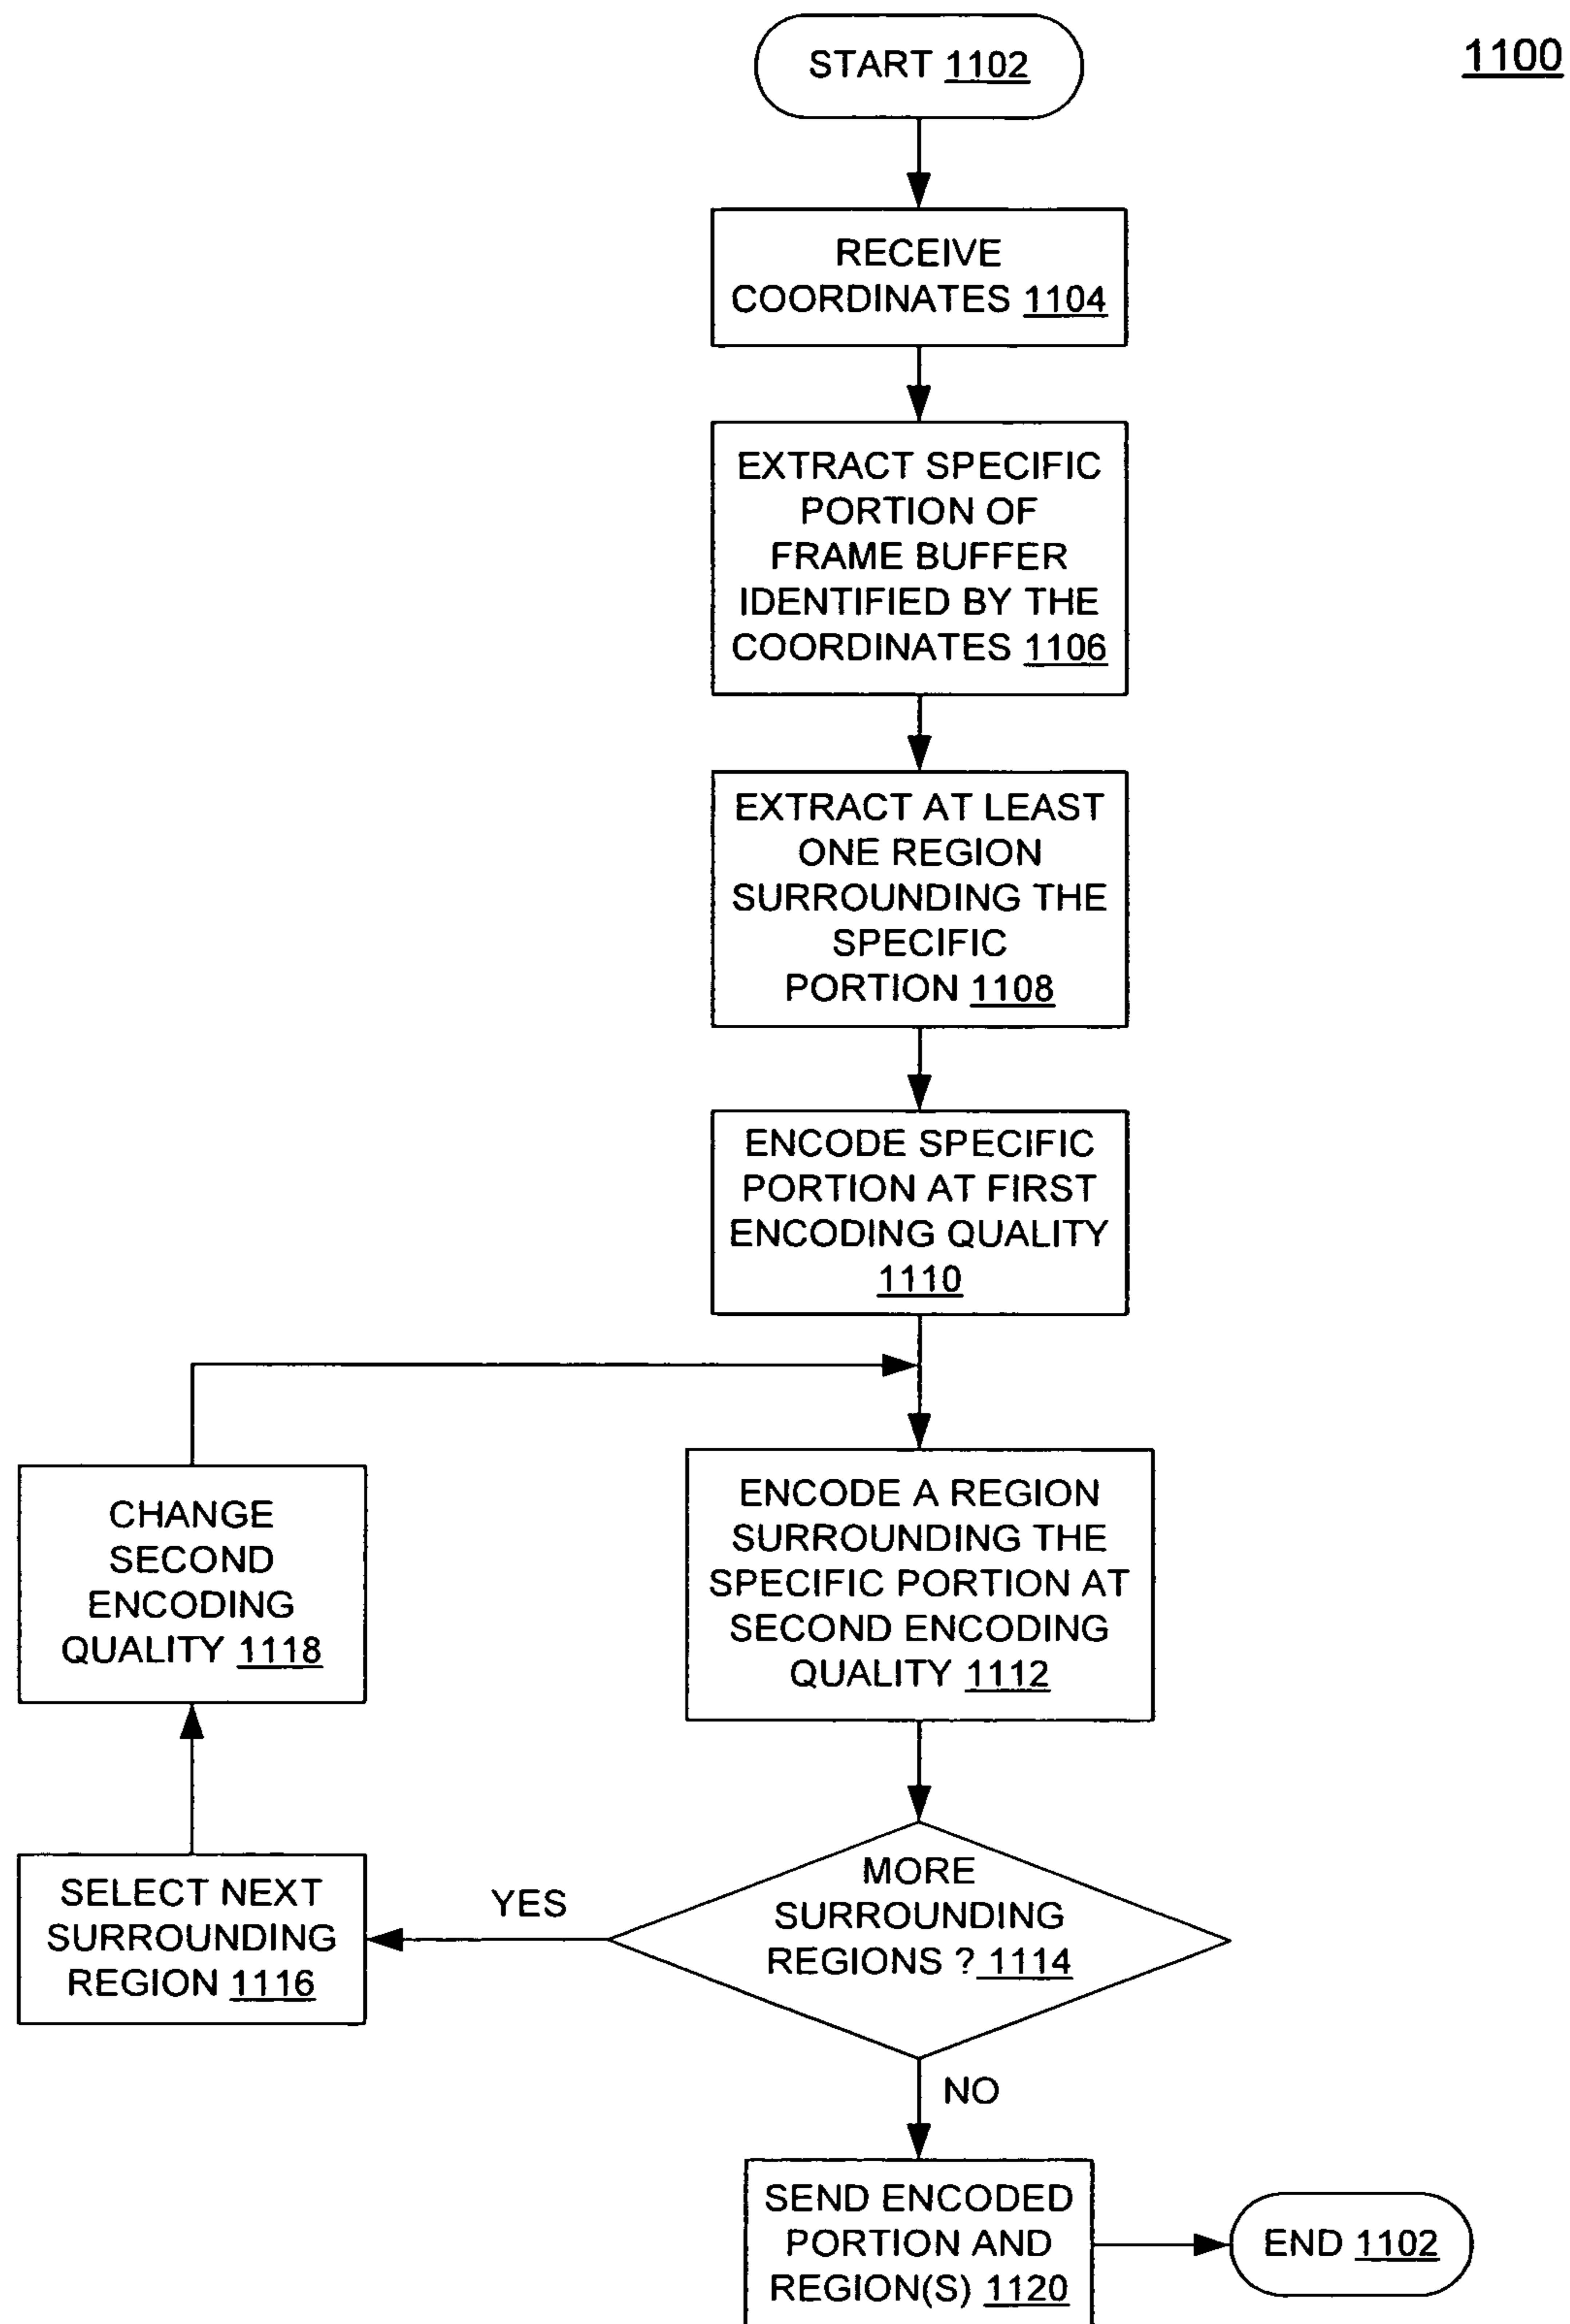 START 1102
1100
RECEIVE
COORDINATES 1104
EXTRACT SPECIFIC
PORTION OF
FRAME BUFFER
IDENTIFIED BY THE
COORDINATES 1106
EXTRACT AT LEAST
ONE REGION
SURROUNDING THE
SPECIFIC
PORTION 1108
ENCODE SPECIFIC
PORTION AT FIRST
ENCODING QUALITY
1110
ENCODE A REGION
SURROUNDING THE
SPECIFIC PORTION AT
SECOND ENCODING
QUALITY 1112
CHANGE
SECOND
ENCODING
QUALITY 1118
MORE
SURROUNDING
REGIONS ? 1114
YES
SELECT NEXT
SURROUNDING
REGION 1116
NO
SEND ENCODED
PORTION AND
REGION(S) 1120
END 1102